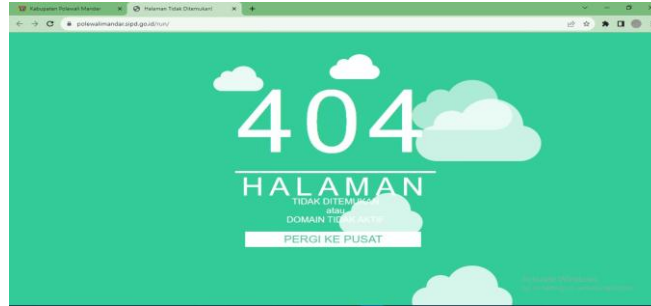 Kabupaten Polewali Mandar
Halaman Tidak Ditemukan!
polewalimandar.sipd.go.id/run/
404
HALAMAN
TIDAK DITEMUKAN
atau
DOMAIN TIDAK AKTIF
PERGI KE PUSAT